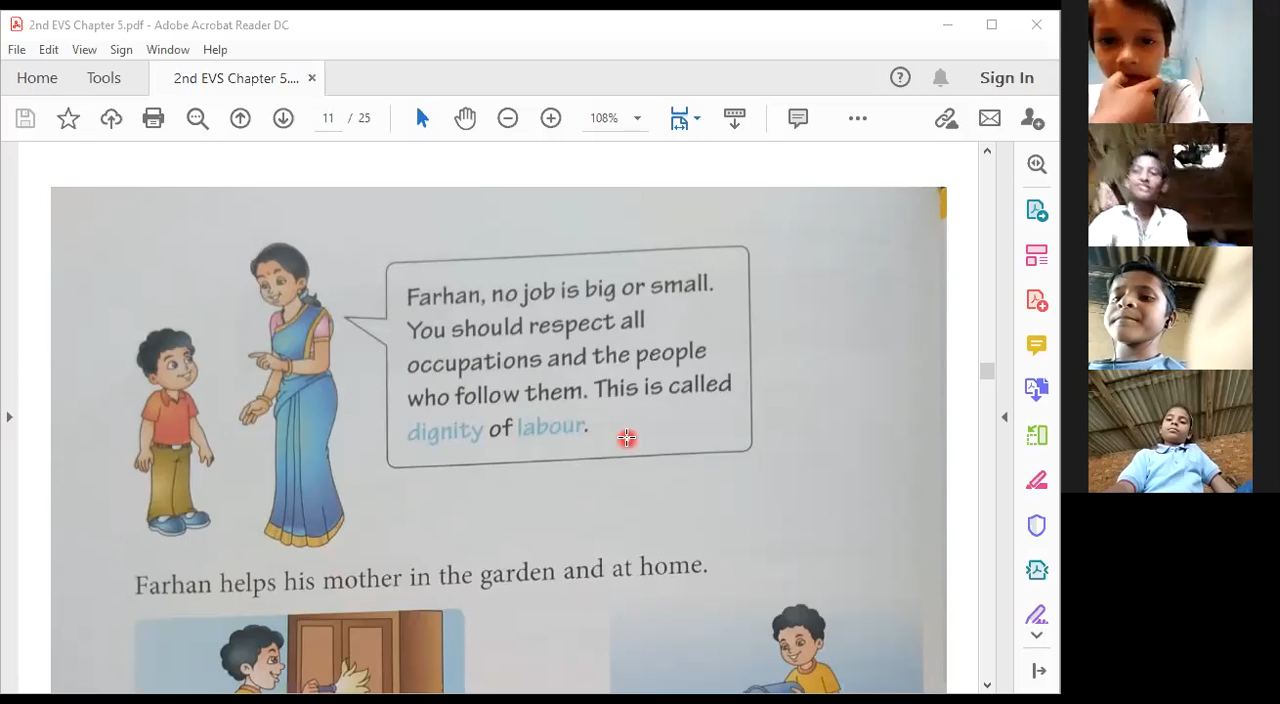 2nd EVS Chapter 5.pdf - Adobe Acrobat Reader DC
File Edit View Sign Window Help
Home Tools 2nd EVS Chapter 5.... × Sign In
11 / 25 108%
Farhan, no job is big or small.
You should respect all
occupations and the people
who follow them. This is called
dignity of labour.
Farhan helps his mother in the garden and at home.